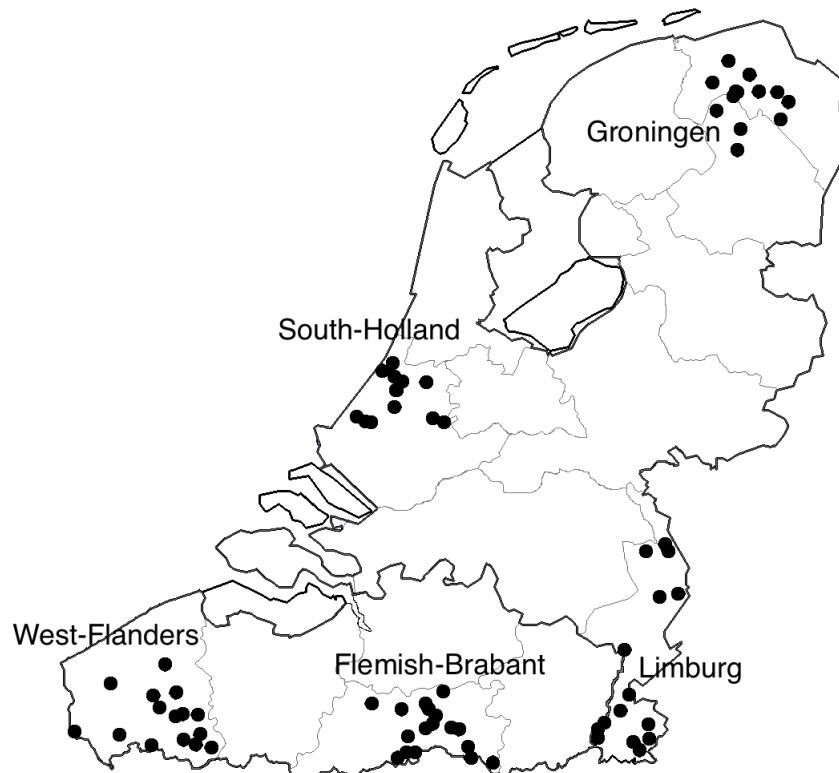 Groningen
South-Holland
West-Flanders
Flemish-Brabant
Limburg